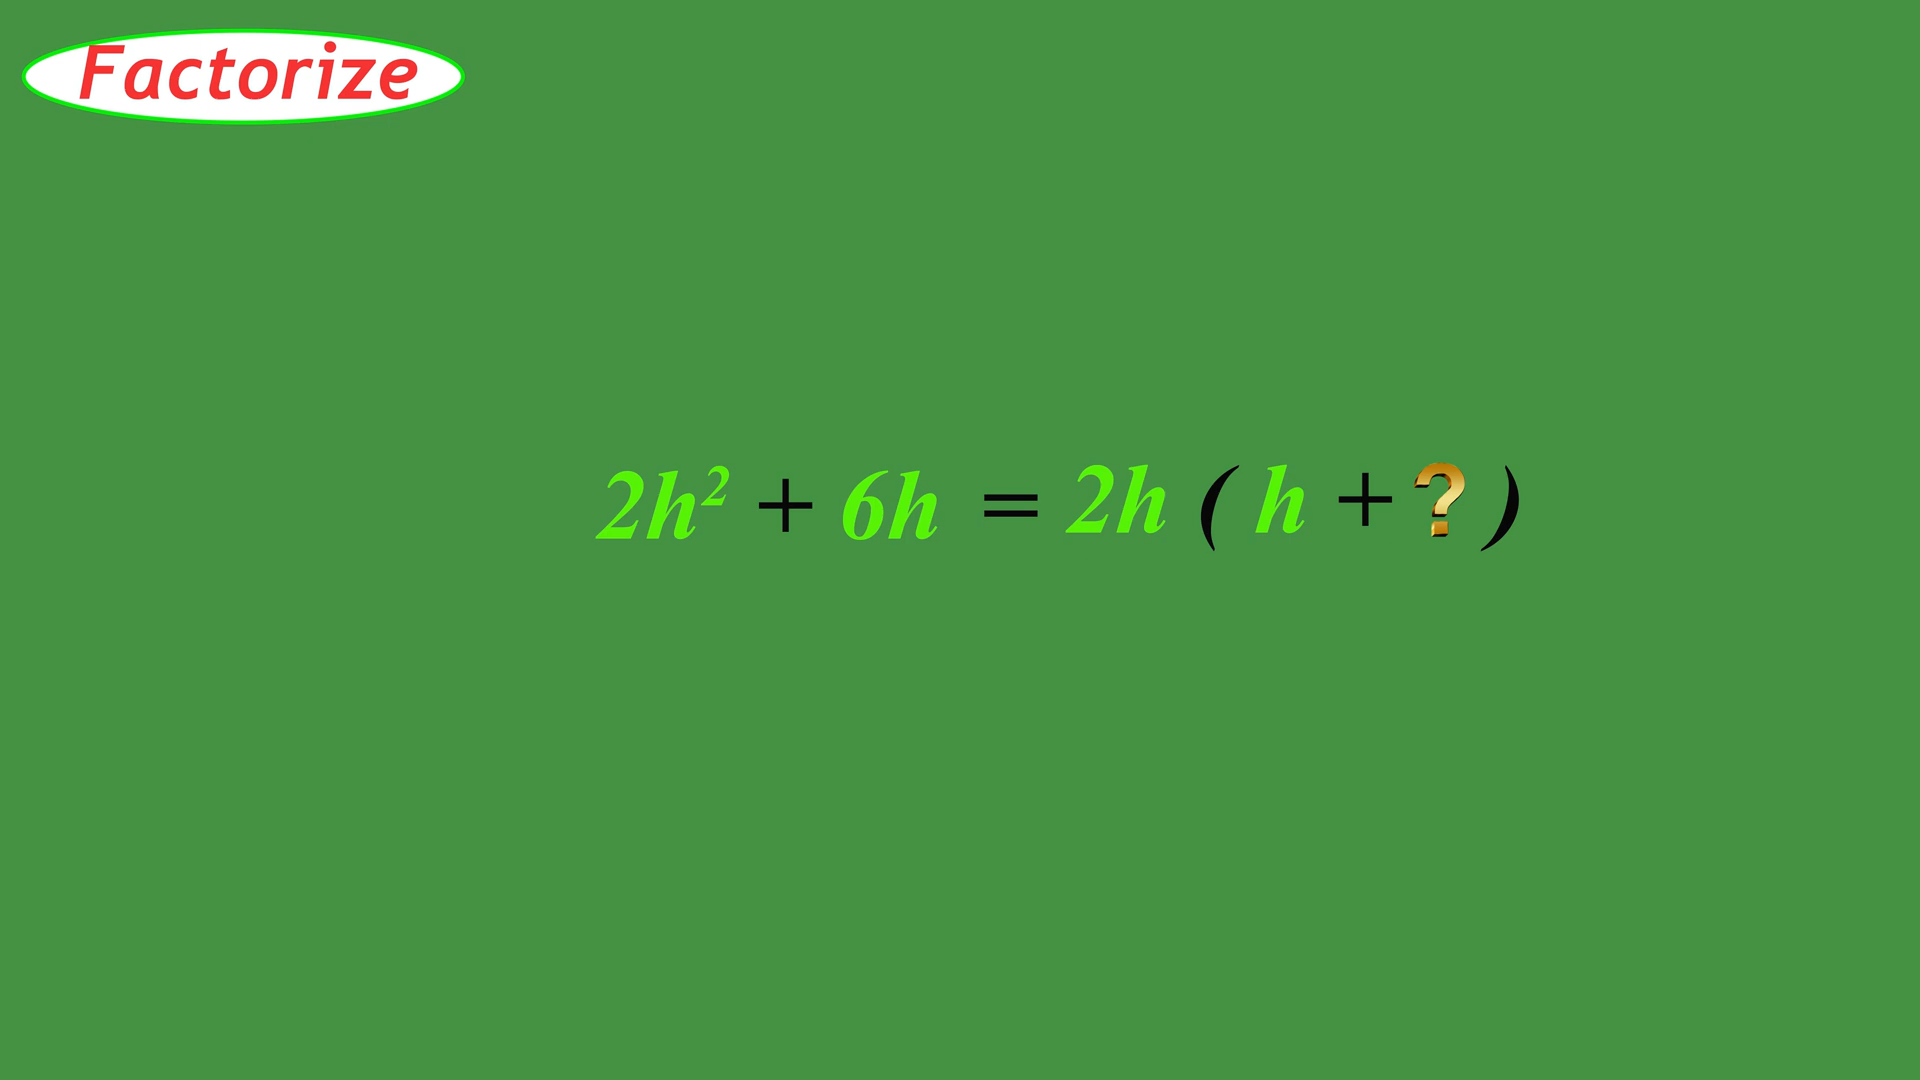 Factorize
2h² + 6h = 2h ( h + ? )